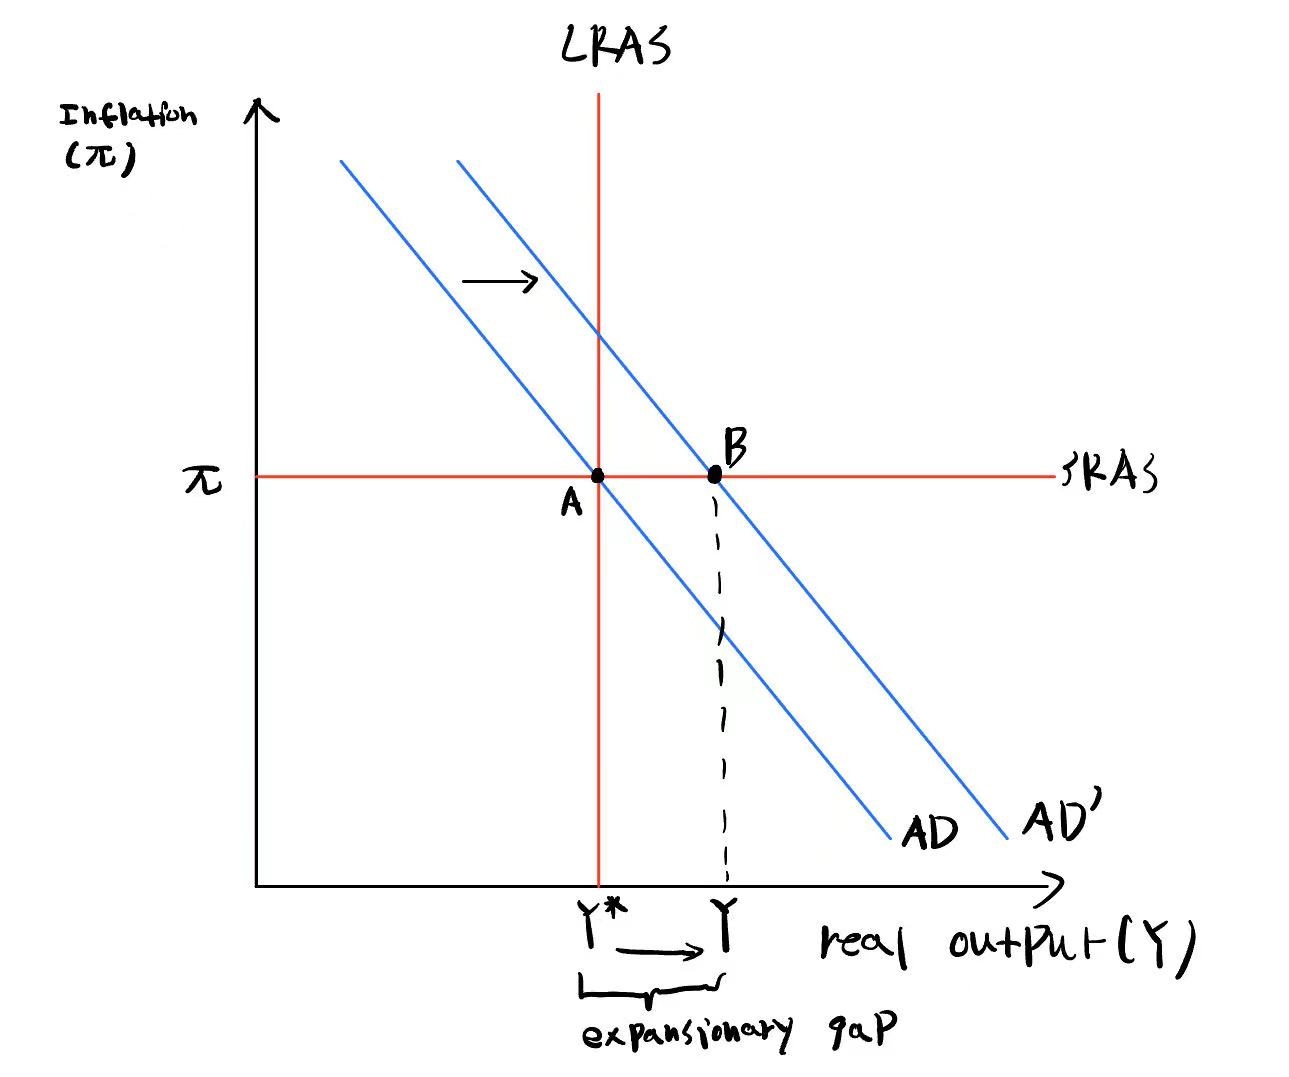 LRAS
Inflation
(π)
B
π
SRAS
A
AD
AD'
Y* Y
real output (Y)
expansionary gap